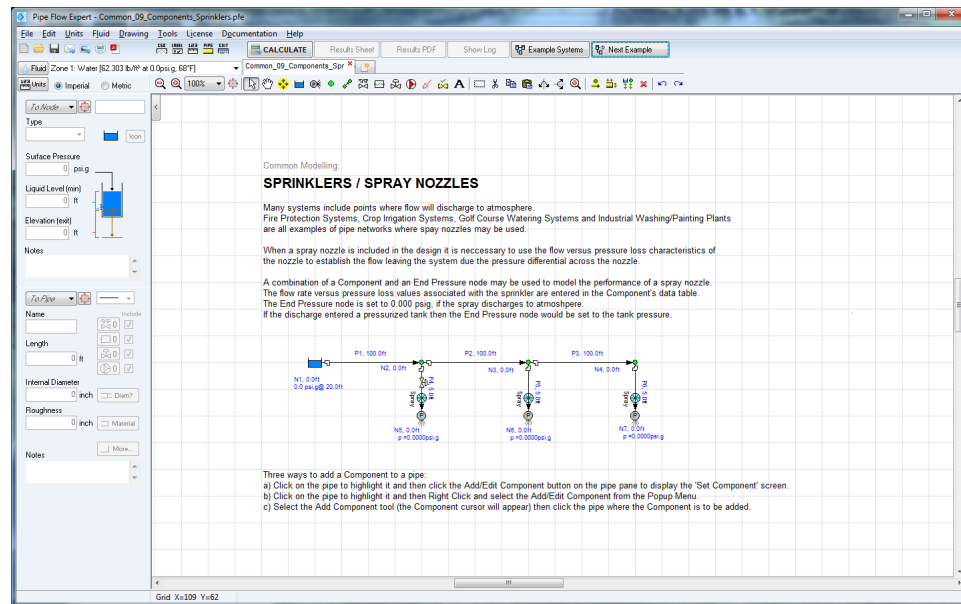 Pipe Flow Expert - Common_09_Components_Sprinklers.pfe
File Edit Units Fluid Drawing Tools License Documentation Help
CALCULATE Results Sheet Results PDF Show Log Example Systems Next Example
Fluid Zone 1: Water [62.303 lb/ft³ at 0.0psi.g, 68°F] Common_09_Components_Spr
Units Imperial Metric 100%
To Node
Type
Icon
Surface Pressure
0 psi.g
Liquid Level (min)
0 ft
Elevation (exit)
0 ft
Notes
To Pipe
Name Include
0
Length 0
0 ft 0
0
Internal Diameter
0 inch Diam?
Roughness
0 inch Material
Notes More...
Common Modelling:
SPRINKLERS / SPRAY NOZZLES
Many systems include points where flow will discharge to atmosphere.
Fire Protection Systems, Crop Irigation Systems, Golf Course Watering Systems and Industrial Washing/Painting Plants
are all examples of pipe networks where spay nozzles may be used.
When a spray nozzle is included in the design it is neccessary to use the flow versus pressure loss characteristics of
the nozzle to establish the flow leaving the system due the pressure differential across the nozzle.
A combination of a Component and an End Pressure node may be used to model the performance of a spray nozzle.
The flow rate versus pressure loss values associated with the sprinkler are entered in the Component's data table.
The End Pressure node is set to 0.000 psig, if the spray discharges to atmoshpere.
If the discharge entered a pressurized tank then the End Pressure node would be set to the tank pressure.
P1, 100.0ft P2, 100.0ft P3, 100.0ft
N2, 0.0ft N3, 0.0ft N4, 0.0ft
N1, 0.0ft
0.0 psi.g@ 20.0ft
Spray P4, 5.0ft Spray P5, 5.0ft Spray P6, 5.0ft
P P P
N5, 0.0ft N6, 0.0ft N7, 0.0ft
p =0.0000psi.g p =0.0000psi.g p =0.0000psi.g
Three ways to add a Component to a pipe:
a) Click on the pipe to highlight it and then click the Add/Edit Component button on the pipe pane to display the 'Set Component' screen.
b) Click on the pipe to highlight it and then Right Click and select the Add/Edit Component from the Popup Menu.
c) Select the Add Component tool (the Component cursor will appear) then click the pipe where the Component is to be added.
Grid X=109 Y=62